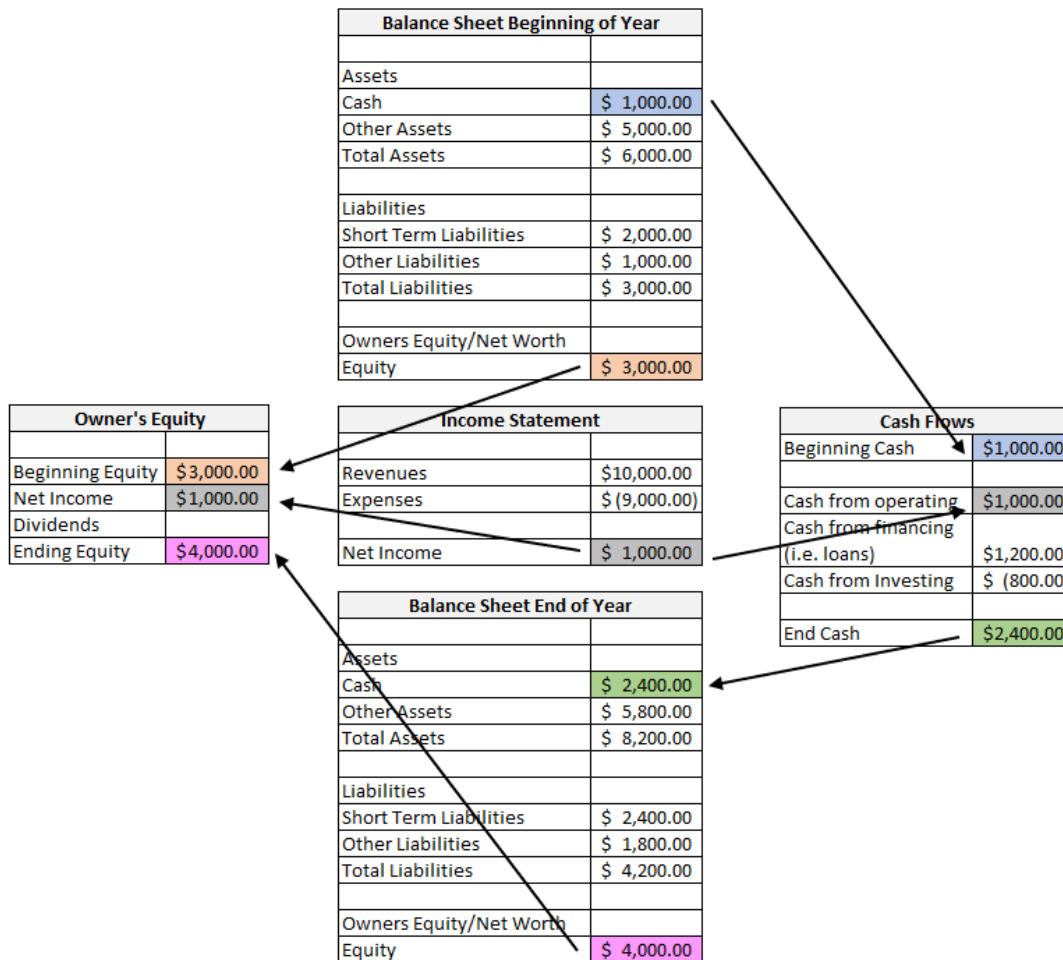 Balance Sheet Beginning of Year
Assets
Cash $ 1,000.00
Other Assets $ 5,000.00
Total Assets $ 6,000.00
Liabilities
Short Term Liabilities $ 2,000.00
Other Liabilities $ 1,000.00
Total Liabilities $ 3,000.00
Owners Equity/Net Worth
Equity $ 3,000.00
Owner's Equity
Beginning Equity $3,000.00
Net Income $1,000.00
Dividends
Ending Equity $4,000.00
Income Statement
Revenues $10,000.00
Expenses $ (9,000.00)
Net Income $ 1,000.00
Cash Flows
Beginning Cash $1,000.00
Cash from operating $1,000.00
Cash from financing
(i.e. loans) $1,200.00
Cash from Investing $ (800.00
End Cash $2,400.00
Balance Sheet End of Year
Assets
Cash $ 2,400.00
Other Assets $ 5,800.00
Total Assets $ 8,200.00
Liabilities
Short Term Liabilities $ 2,400.00
Other Liabilities $ 1,800.00
Total Liabilities $ 4,200.00
Owners Equity/Net Worth
Equity $ 4,000.00